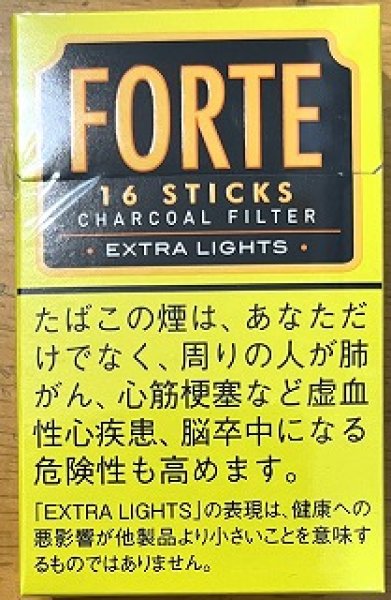 FORTE
16 STICKS
CHARCOAL FILTER
・EXTRA LIGHTS・
たばこの煙は、あなただ
けでなく、周りの人が肺
がん、心筋梗塞など虚血
性心疾患、脳卒中になる
危険性も高めます。
「EXTRA LIGHTS」の表現は、健康への
悪影響が他製品より小さいことを意味す
るものではありません。